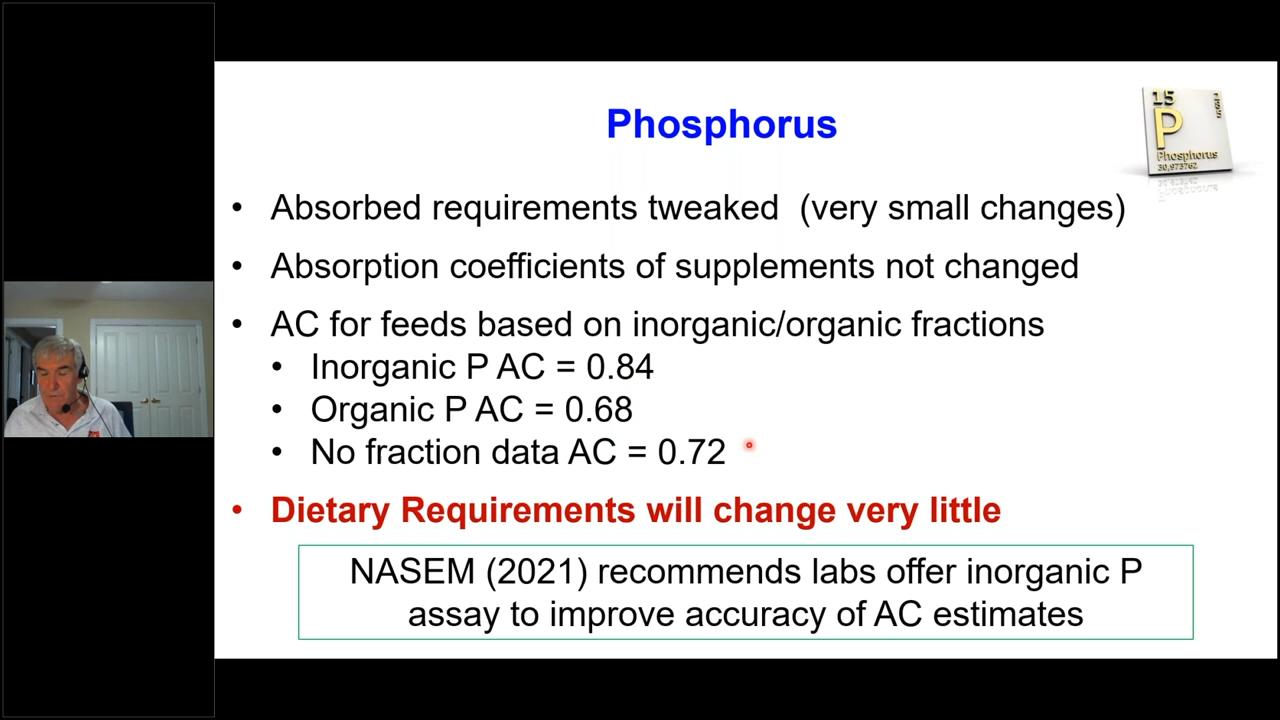 Phosphorus
15
P
Phosphorus
30,973762
• Absorbed requirements tweaked (very small changes)
• Absorption coefficients of supplements not changed
• AC for feeds based on inorganic/organic fractions
• Inorganic P AC = 0.84
• Organic P AC = 0.68
• No fraction data AC = 0.72
• Dietary Requirements will change very little
NASEM (2021) recommends labs offer inorganic P
assay to improve accuracy of AC estimates